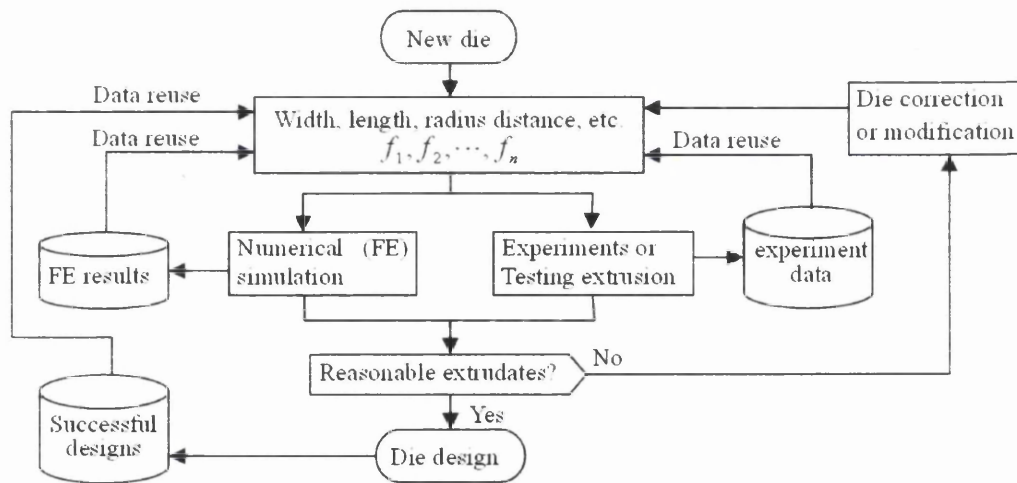 New die
Data reuse
Width, length, radius distance, etc.
f₁, f₂, ···, fₙ
Die correction
or modification
Data reuse
Data reuse
Numerical (FE)
simulation
Experiments or
Testing extrusion
FE results
experiment
data
Reasonable extrudates?
No
Yes
Successful
designs
Die design